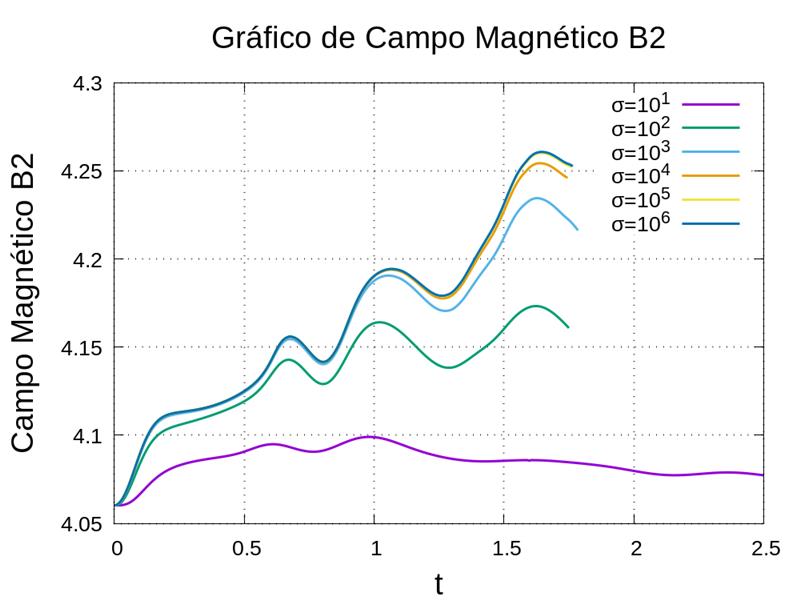 Gráfico de Campo Magnético B2
Campo Magnético B2
4.3
4.25
4.2
4.15
4.1
4.05
σ=10¹
σ=10²
σ=10³
σ=10⁴
σ=10⁵
σ=10⁶
0 0.5 1 1.5 2 2.5
t